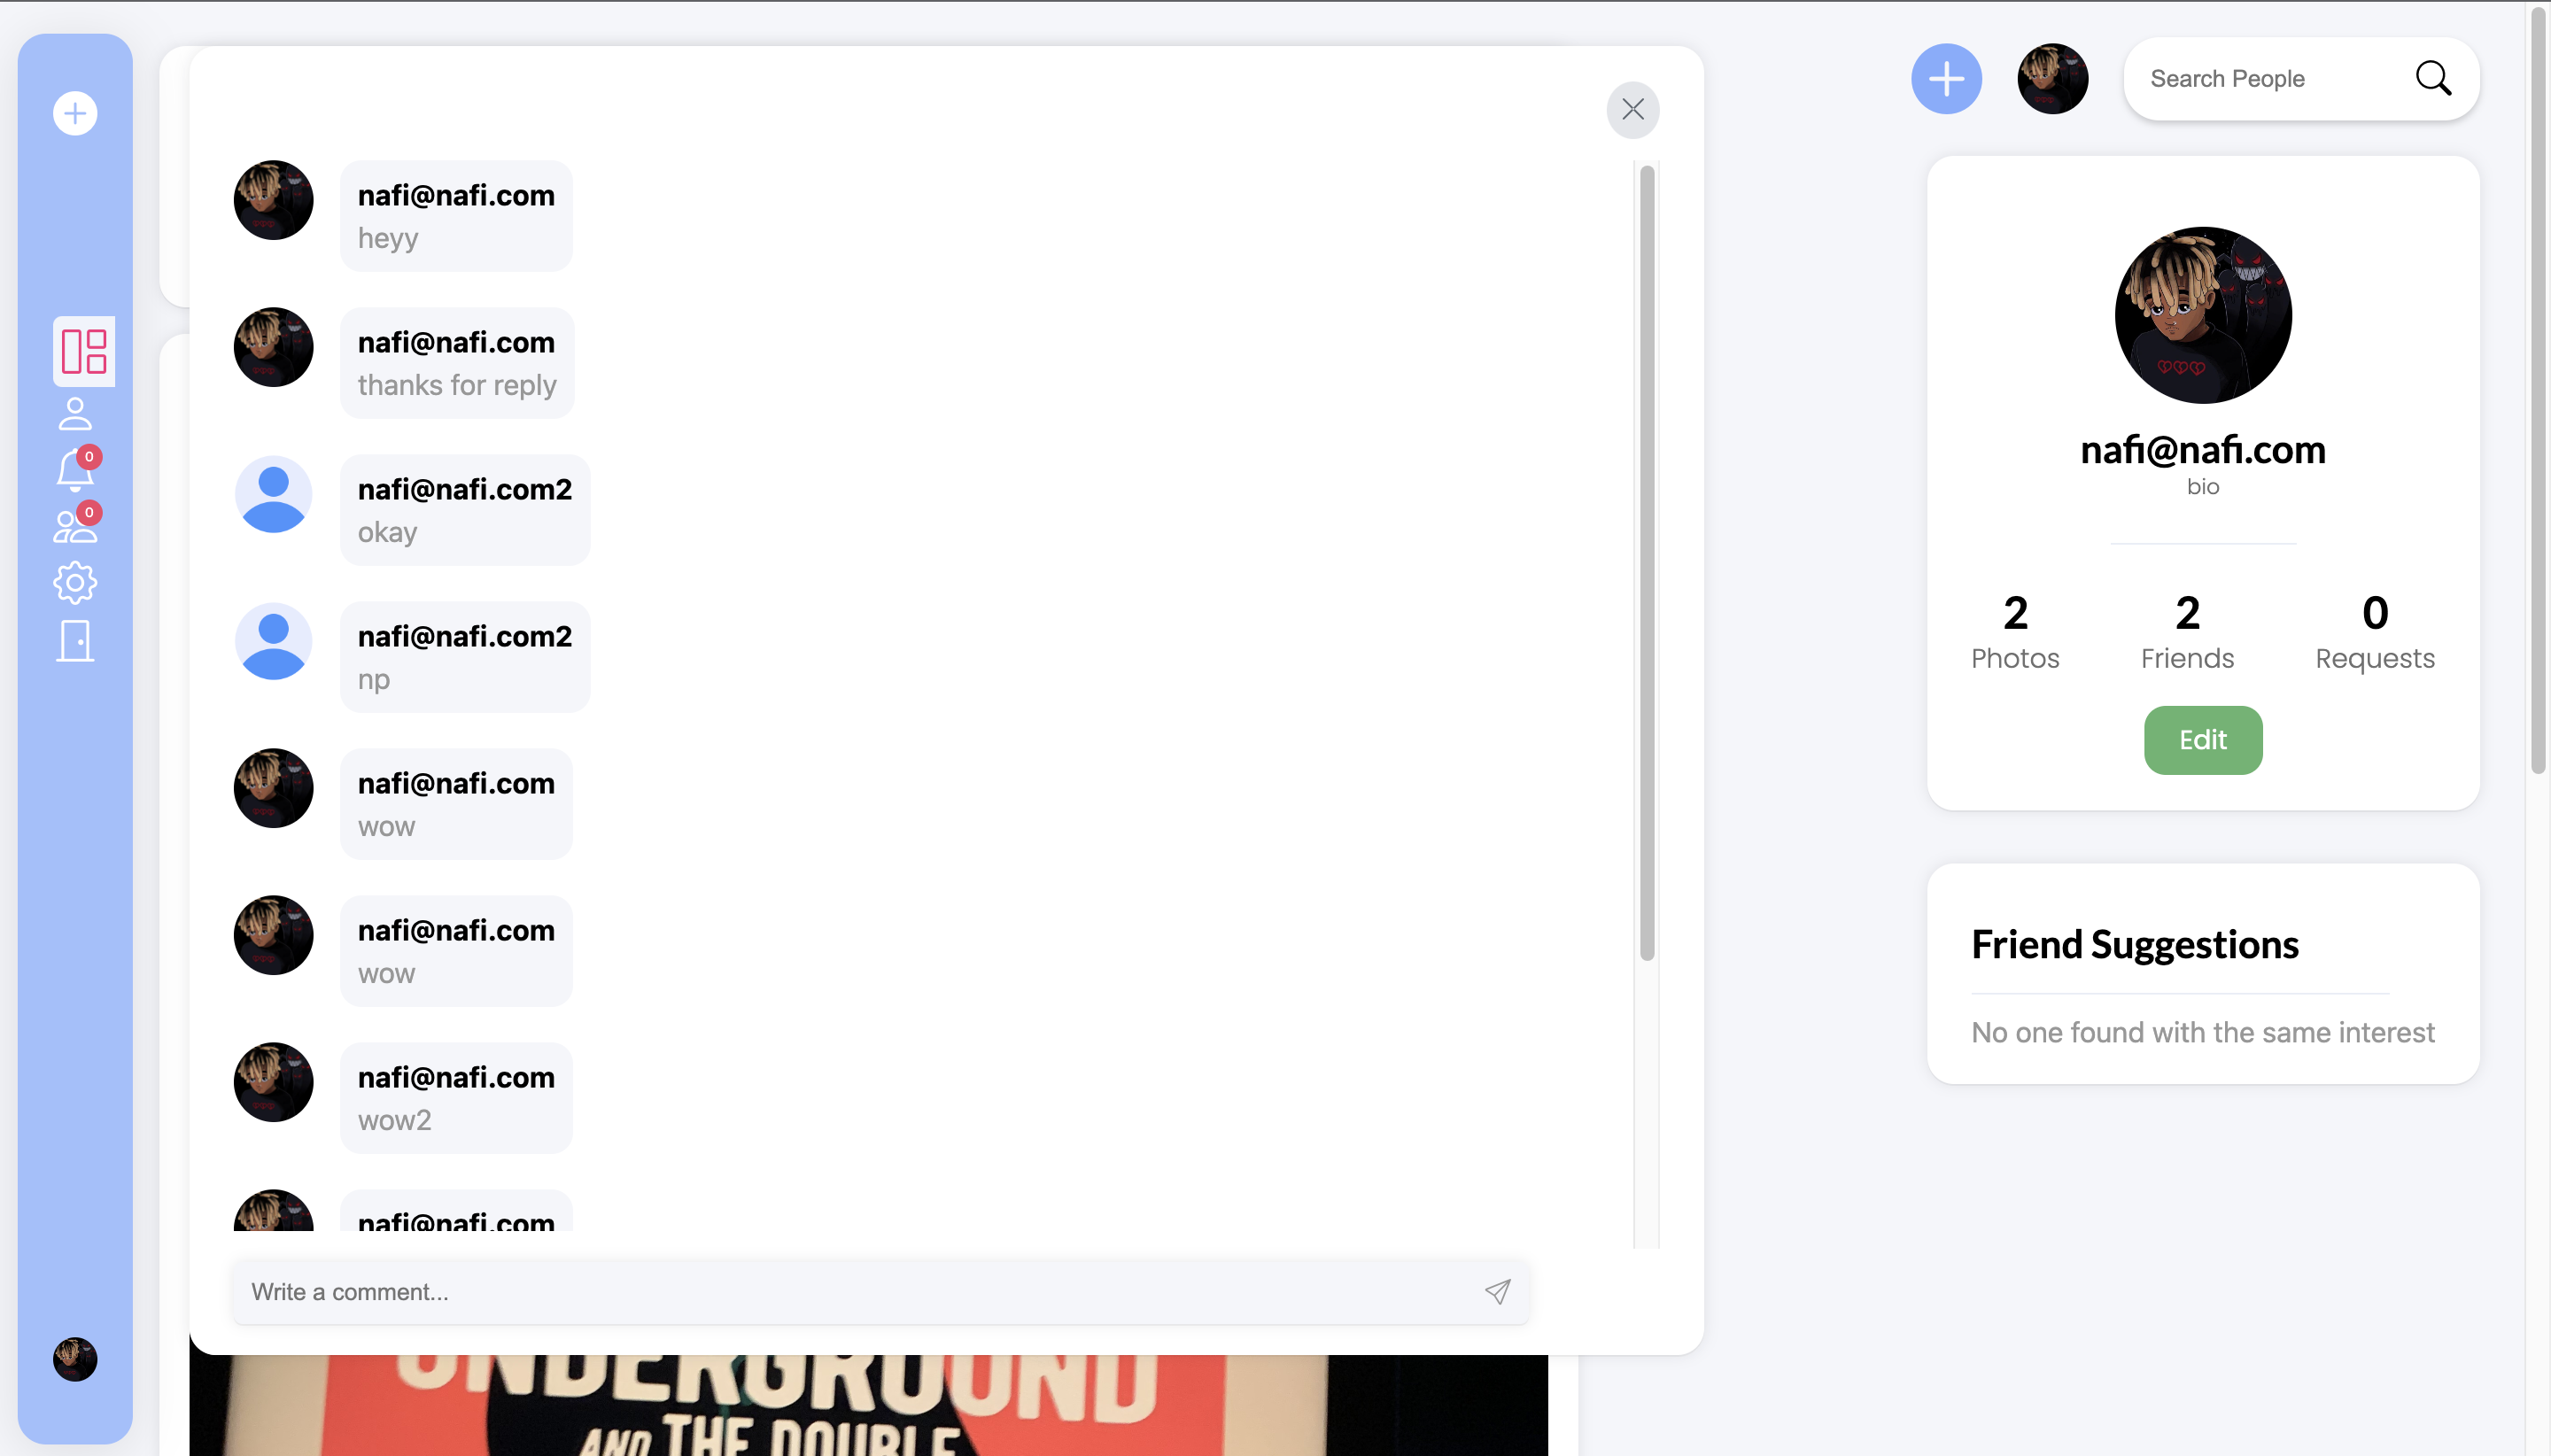 Search People
nafi@nafi.com
heyy
nafi@nafi.com
thanks for reply
nafi@nafi.com2
okay
nafi@nafi.com2
np
nafi@nafi.com
wow
nafi@nafi.com
wow
nafi@nafi.com
wow2
nafi@nafi.com
Write a comment...
UNDERGROUND
AND THE DOUBLE
0
0
nafi@nafi.com
bio
2
Photos
2
Friends
0
Requests
Edit
Friend Suggestions
No one found with the same interest